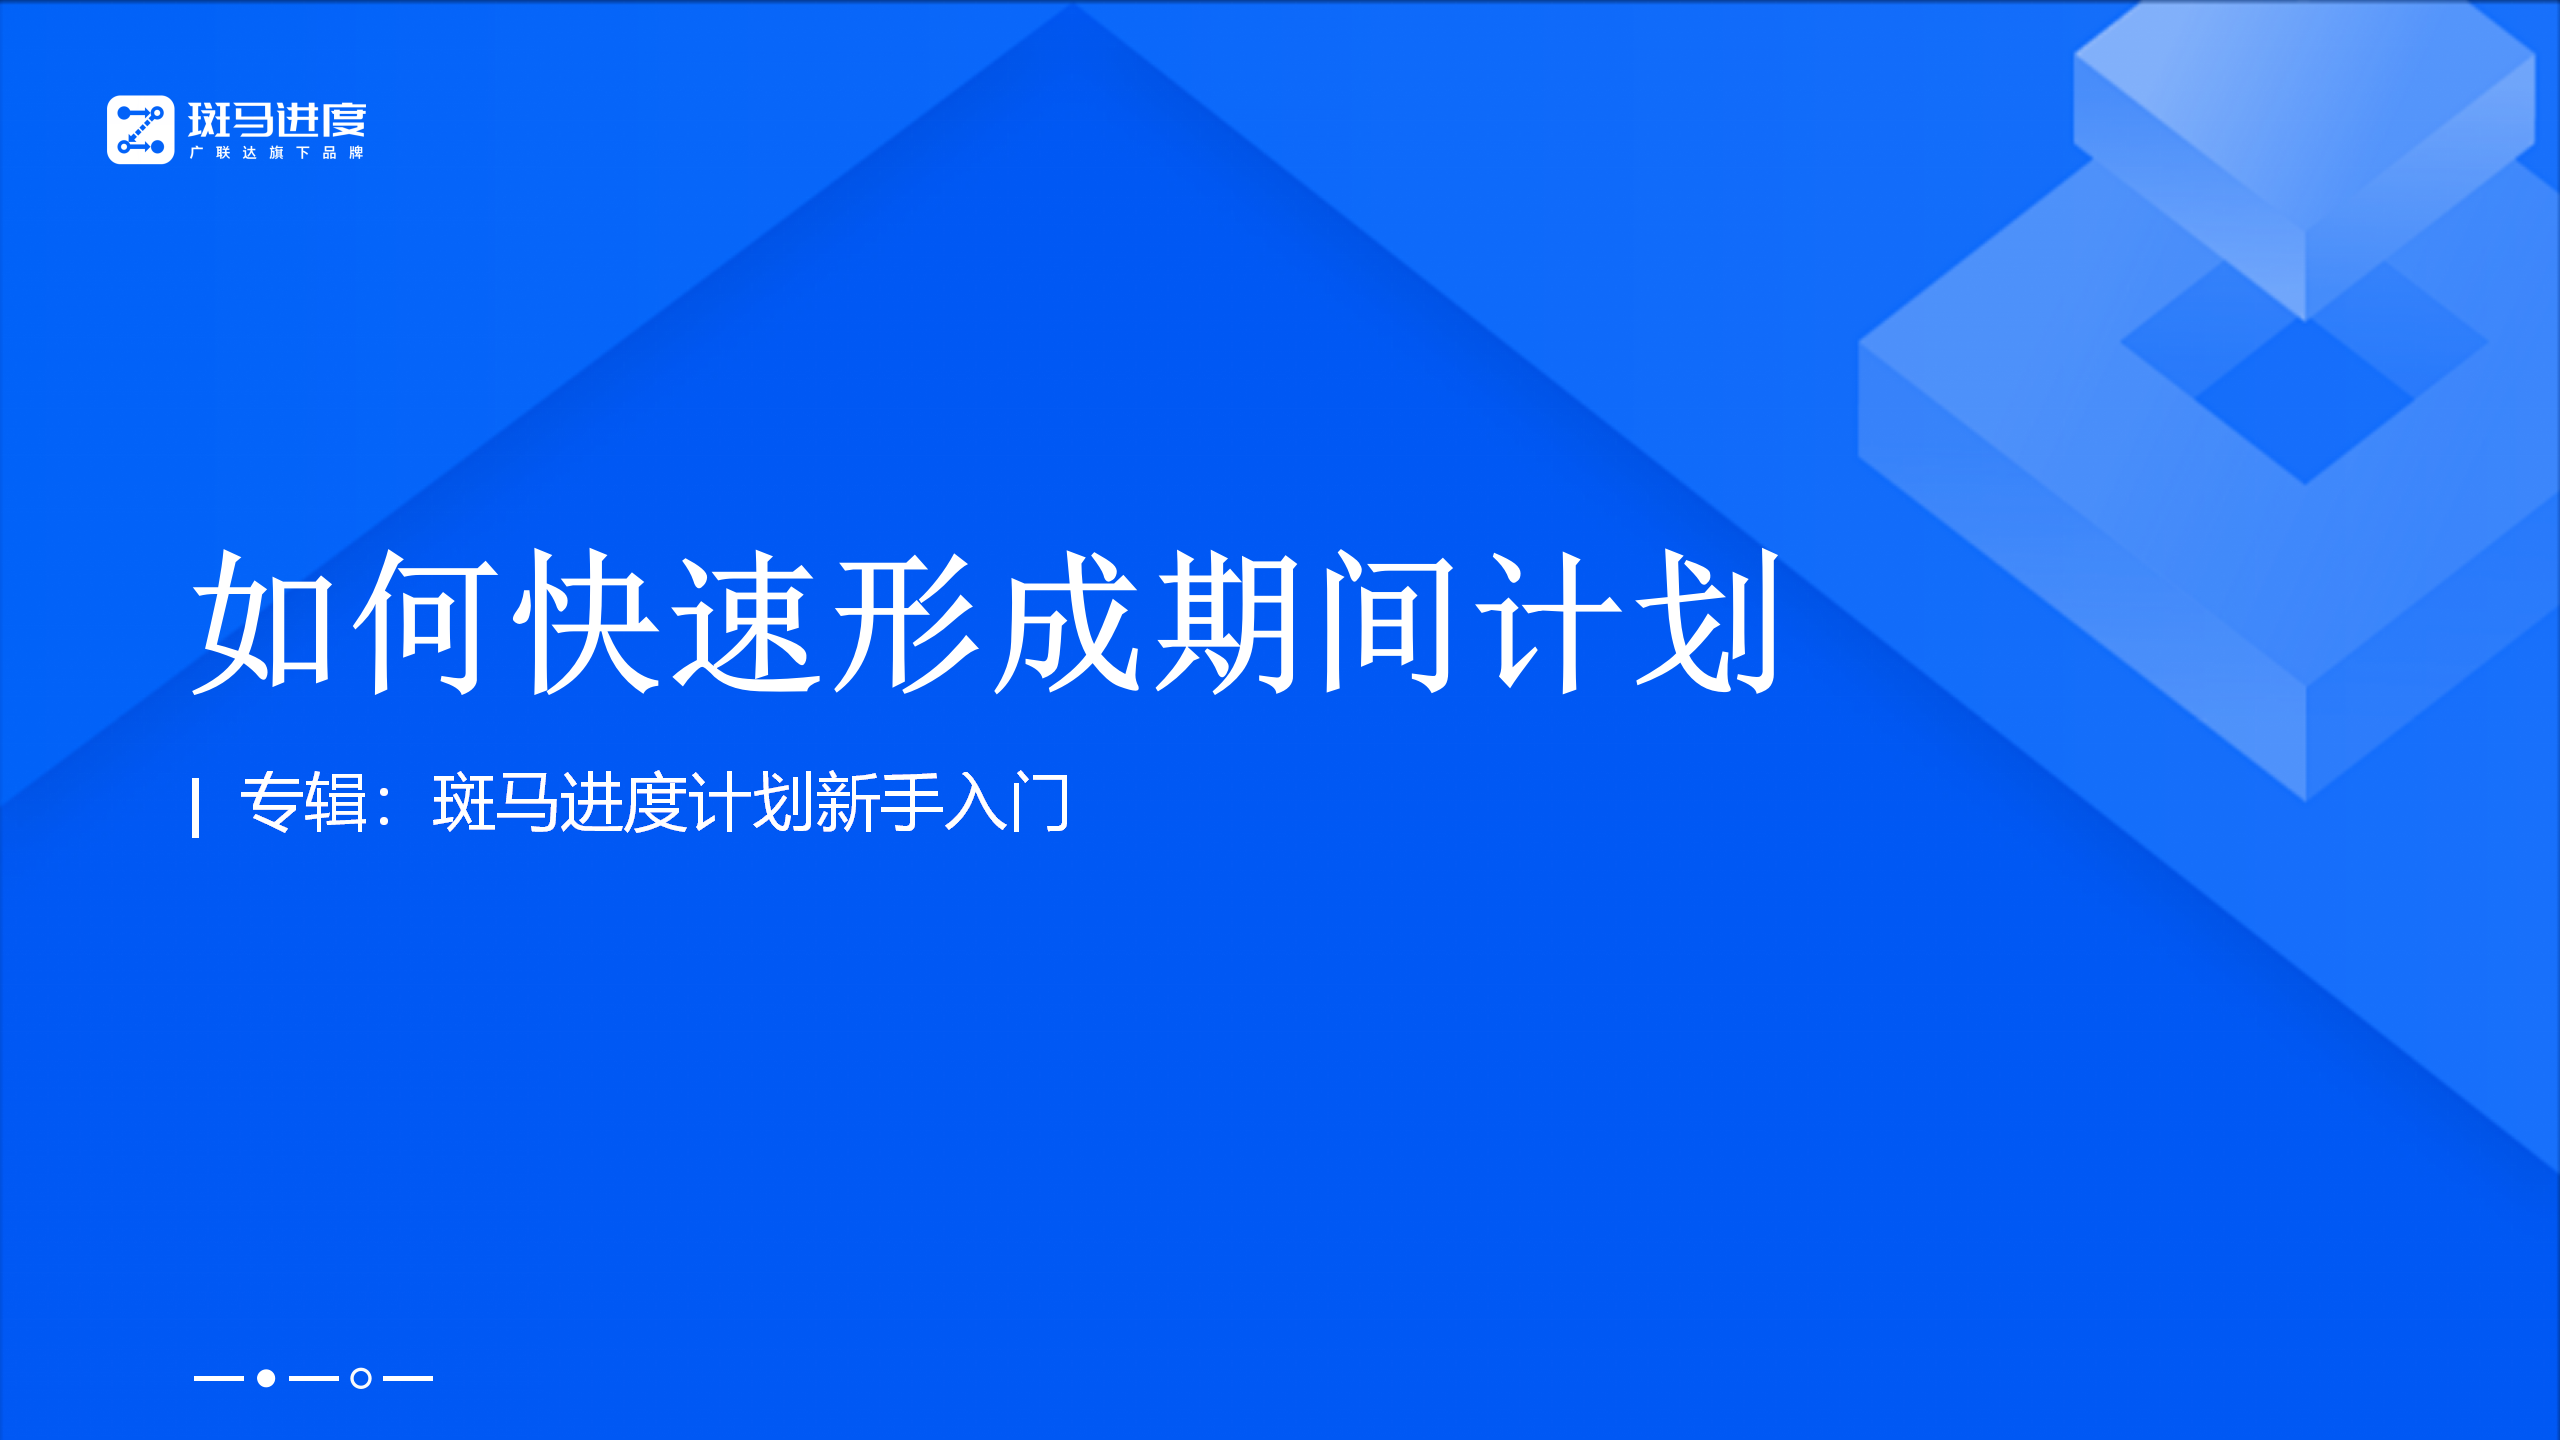 斑马进度
广联达旗下品牌
如何快速形成期间计划
专辑：斑马进度计划新手入门